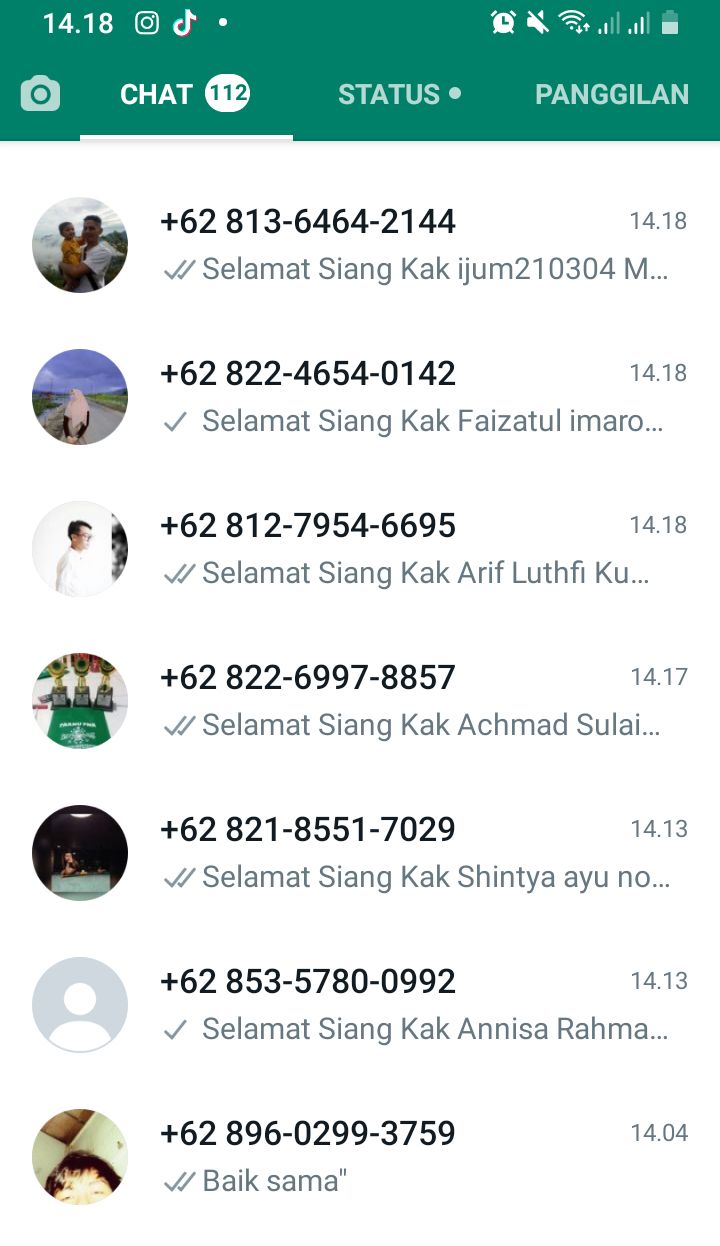 14.18
CHAT 112 STATUS PANGGILAN
+62 813-6464-2144 14.18
Selamat Siang Kak ijum210304 M...
+62 822-4654-0142 14.18
Selamat Siang Kak Faizatul imaro...
+62 812-7954-6695 14.18
Selamat Siang Kak Arif Luthfi Ku...
+62 822-6997-8857 14.17
Selamat Siang Kak Achmad Sulai...
+62 821-8551-7029 14.13
Selamat Siang Kak Shintya ayu no...
+62 853-5780-0992 14.13
Selamat Siang Kak Annisa Rahma...
+62 896-0299-3759 14.04
Baik sama"